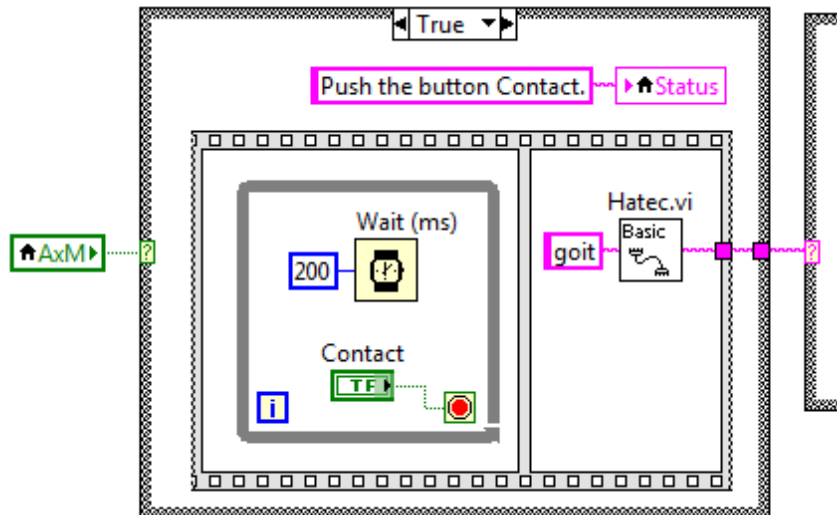 True
Push the button Contact.
Status
Hatec.vi
Wait (ms)
Basic
AxM
?
200
goit
?
Contact
TF
i